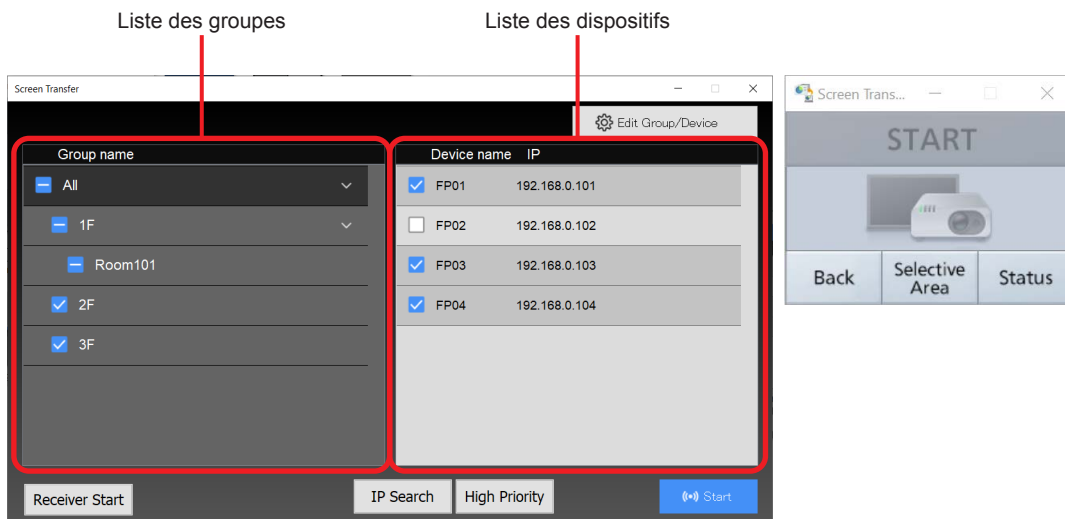 Liste des groupes
Liste des dispositifs
Screen Transfer
Edit Group/Device
Group name
All
1F
Room101
2F
3F
Device name IP
FP01 192.168.0.101
FP02 192.168.0.102
FP03 192.168.0.103
FP04 192.168.0.104
Receiver Start
IP Search
High Priority
Start
Screen Trans...
START
Back
Selective
Area
Status